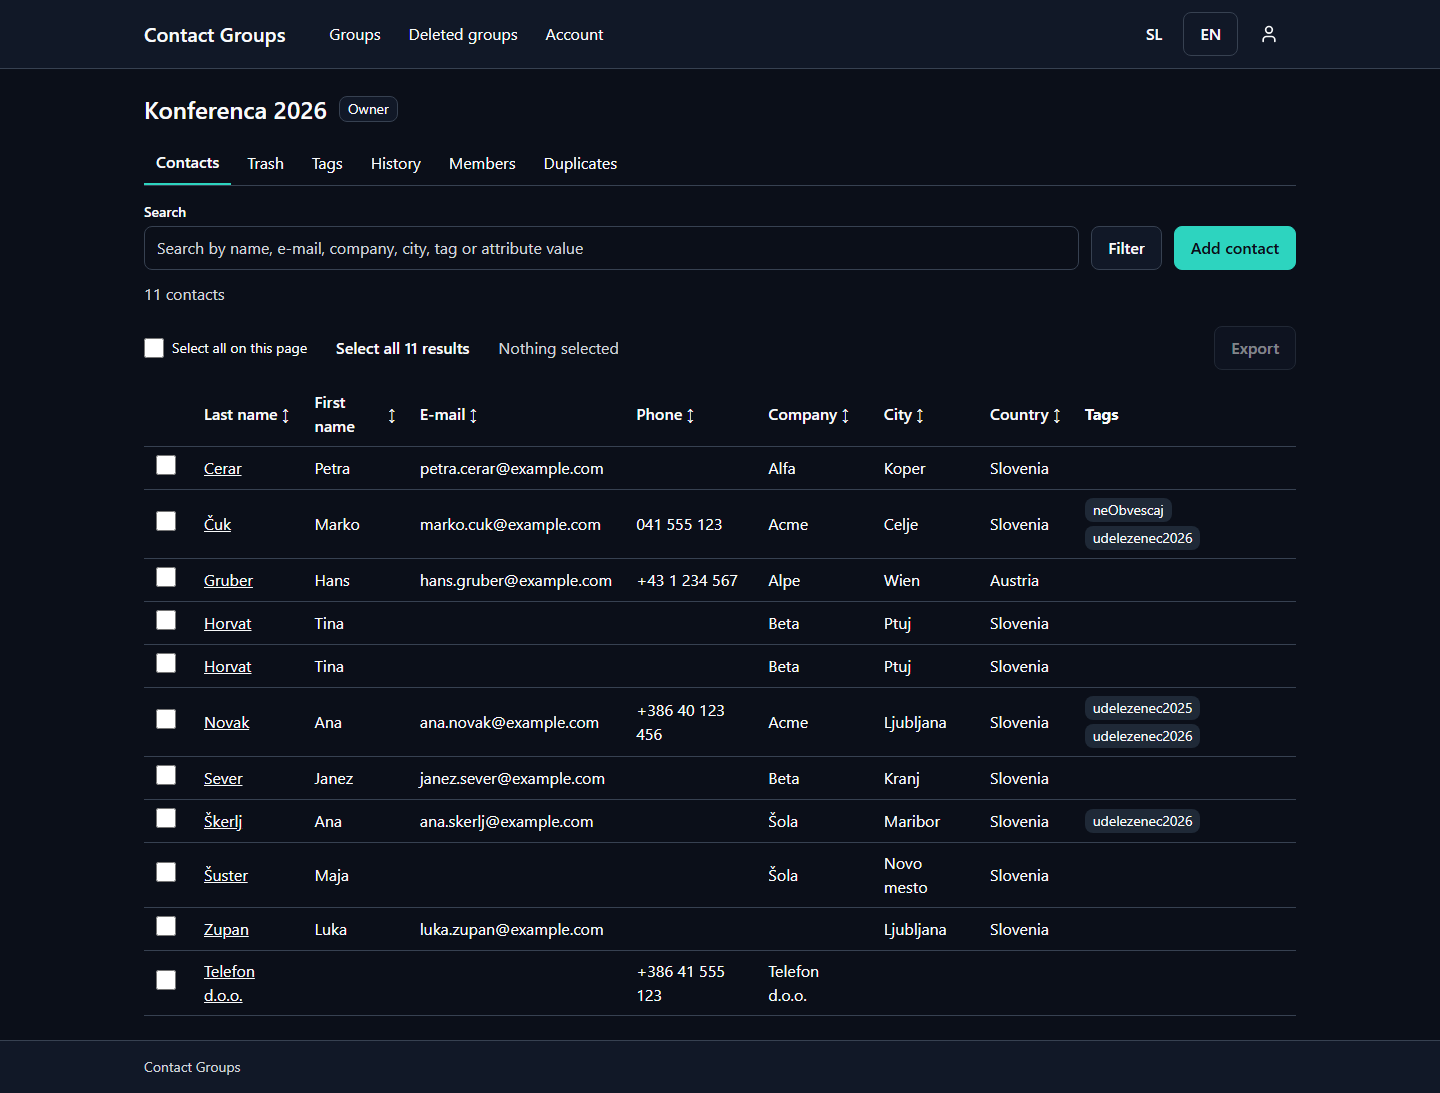 Contact Groups Groups Deleted groups Account SL EN
Konferenca 2026 Owner
Contacts Trash Tags History Members Duplicates
Search
Search by name, e-mail, company, city, tag or attribute value Filter Add contact
11 contacts
Select all on this page Select all 11 results Nothing selected Export
Last name First name E-mail Phone Company City Country Tags
Cerar Petra petra.cerar@example.com Alfa Koper Slovenia
Čuk Marko marko.cuk@example.com 041 555 123 Acme Celje Slovenia neObvescaj
udelezenec2026
Gruber Hans hans.gruber@example.com +43 1 234 567 Alpe Wien Austria
Horvat Tina Beta Ptuj Slovenia
Horvat Tina Beta Ptuj Slovenia
Novak Ana ana.novak@example.com +386 40 123 456 Acme Ljubljana Slovenia udelezenec2025
udelezenec2026
Sever Janez janez.sever@example.com Beta Kranj Slovenia
Škerlj Ana ana.skerlj@example.com Šola Maribor Slovenia udelezenec2026
Šuster Maja Šola Novo mesto Slovenia
Zupan Luka luka.zupan@example.com Ljubljana Slovenia
Telefon d.o.o. +386 41 555 123 Telefon d.o.o.
Contact Groups